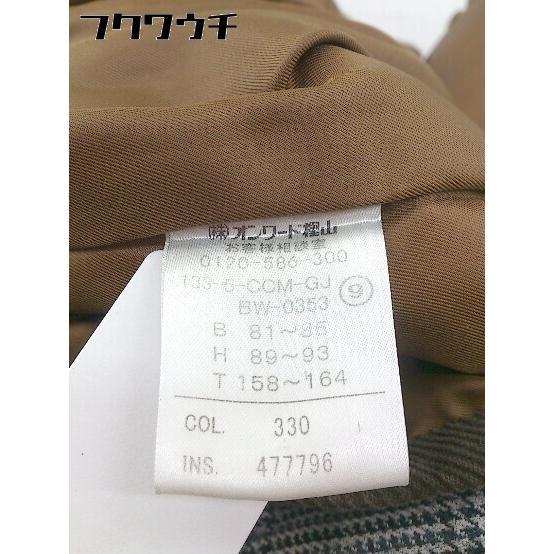 フクワウチ
㈱オンワード樫山
お客様相談室
0120-586-300
133-5-CCM-GJ
BW-0353 ⑨
B 81～85
H 89～93
T 158～164
COL. 330
INS. 477796